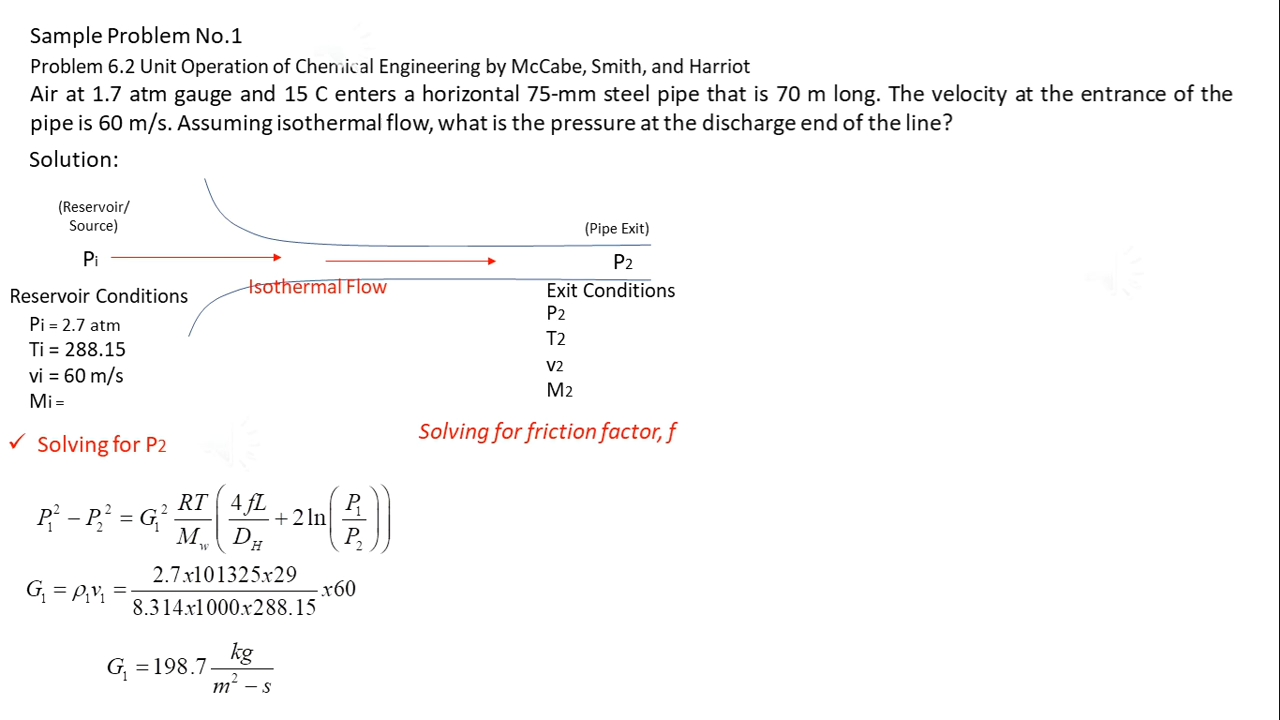 Sample Problem No.1
Problem 6.2 Unit Operation of Chemical Engineering by McCabe, Smith, and Harriot
Air at 1.7 atm gauge and 15 C enters a horizontal 75-mm steel pipe that is 70 m long. The velocity at the entrance of the
pipe is 60 m/s. Assuming isothermal flow, what is the pressure at the discharge end of the line?
Solution:
(Reservoir/
Source)
(Pipe Exit)
Pi
P2
Isothermal Flow
Reservoir Conditions
Pi = 2.7 atm
Ti = 288.15
vi = 60 m/s
Mi =
Exit Conditions
P2
T2
v2
M2
✓ Solving for P2
Solving for friction factor, f
P₁² − P₂² = G₁² RT/M_w (4fL/D_H + 2 ln(P₁/P₂))
G₁ = ρ₁v₁ = 2.7x101325x29/8.314x1000x288.15 x60
G₁ = 198.7 kg/m² − s